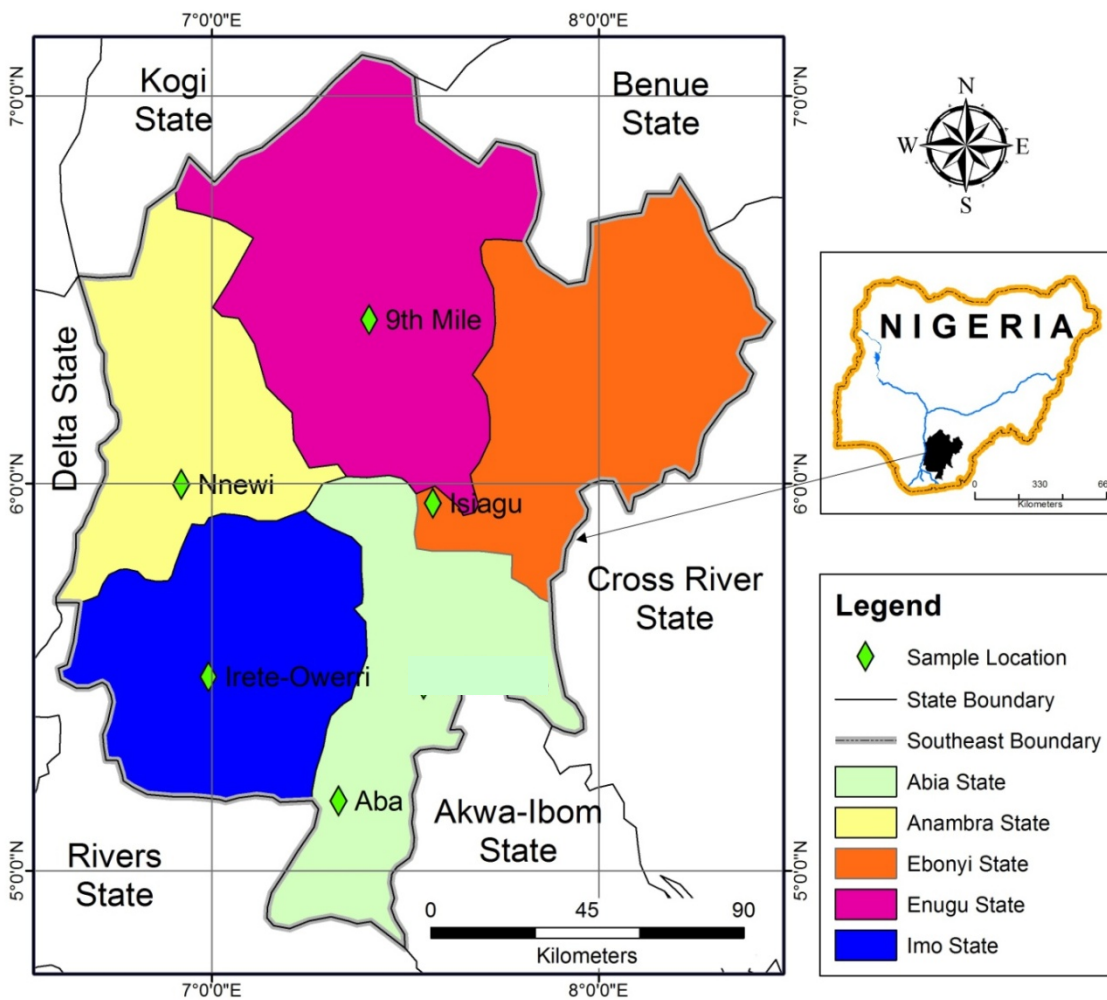 7°0'0"E
8°0'0"E
Kogi
State
Benue
State
7°0'0"N
7°0'0"N
N
W
E
S
9th Mile
NIGERIA
Delta State
Nnewi
6°0'0"N
Isiagu
6°0'0"N
0
330
66
Kilometers
Cross River
State
Irete-Owerri
Aba
Akwa-Ibom
State
Rivers
State
5°0'0"N
5°0'0"N
0
45
90
Kilometers
7°0'0"E
8°0'0"E
Legend
Sample Location
State Boundary
Southeast Boundary
Abia State
Anambra State
Ebonyi State
Enugu State
Imo State